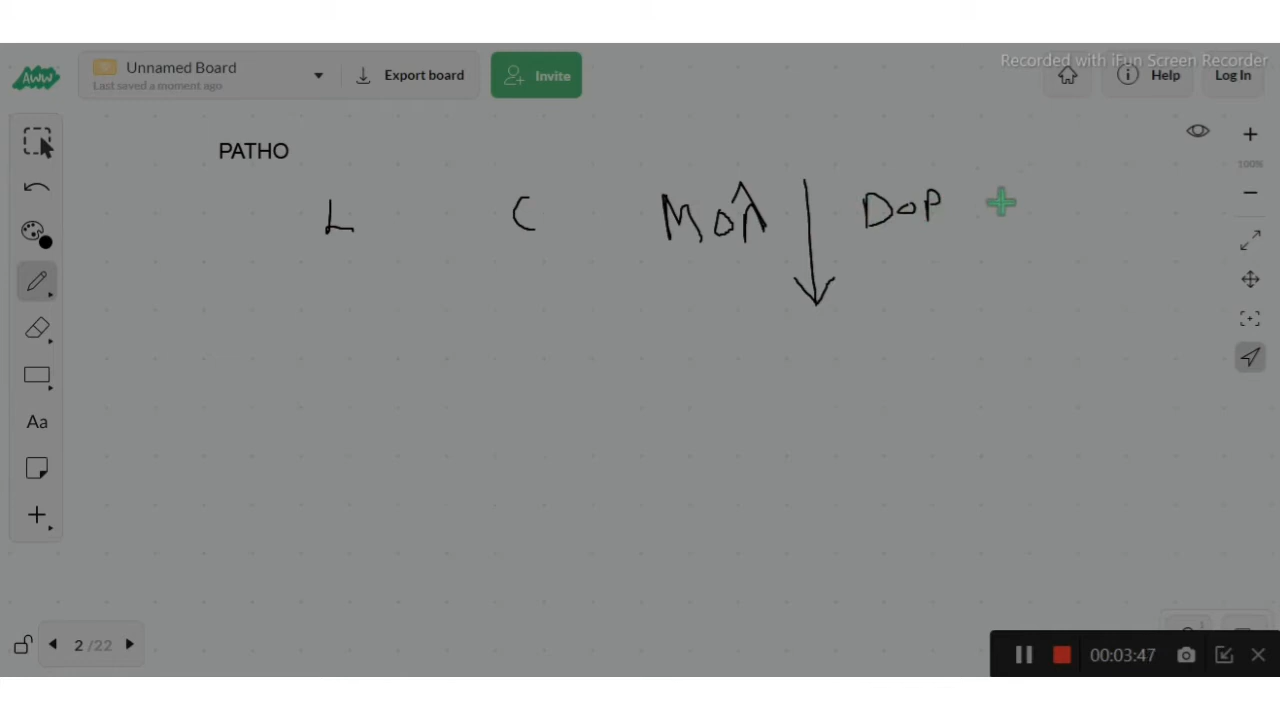 Recorded with iFun Screen Recorder
AWW Unnamed Board Export board Invite Help Log In
Last saved a moment ago
PATHO
100%
L C DOP
Aa
2 /22
00:03:47